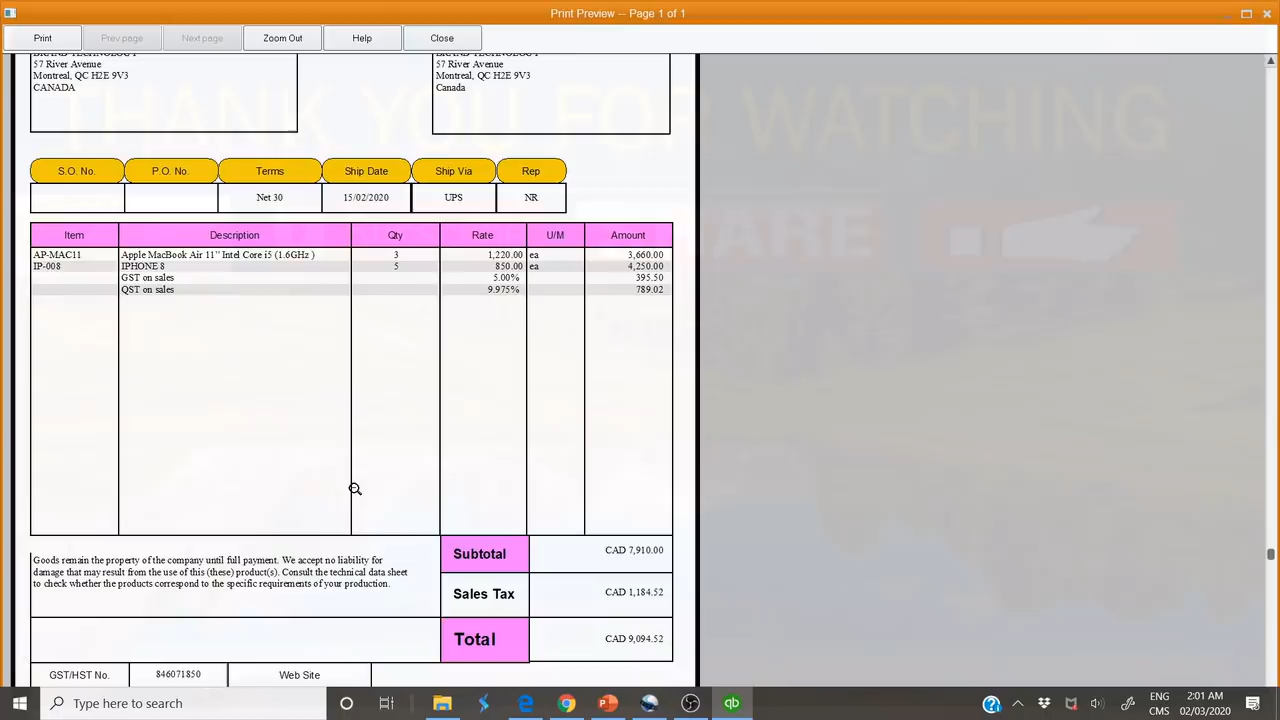 Print Preview -- Page 1 of 1
Print
Prev page
Next page
Zoom Out
Help
Close
THANK YOU FOR WATCHING
57 River Avenue
Montreal, QC H2E 9V3
CANADA
57 River Avenue
Montreal, QC H2E 9V3
Canada
S.O. No. P.O. No. Terms Ship Date Ship Via Rep
Net 30 15/02/2020 UPS NR
Item Description Qty Rate U/M Amount
AP-MAC11 Apple MacBook Air 11" Intel Core i5 (1.6GHz ) 3 1,220.00 ea 3,660.00
IP-008 IPHONE 8 5 850.00 ea 4,250.00
GST on sales 5.00% 395.50
QST on sales 9.975% 789.02
Goods remain the property of the company until full payment. We accept no liability for
damage that may result from the use of this (these) product(s). Consult the technical data sheet
to check whether the products correspond to the specific requirements of your production.
Subtotal CAD 7,910.00
Sales Tax CAD 1,184.52
Total CAD 9,094.52
GST/HST No. 846071850 Web Site
Type here to search
ENG
CMS
2:01 AM
02/03/2020